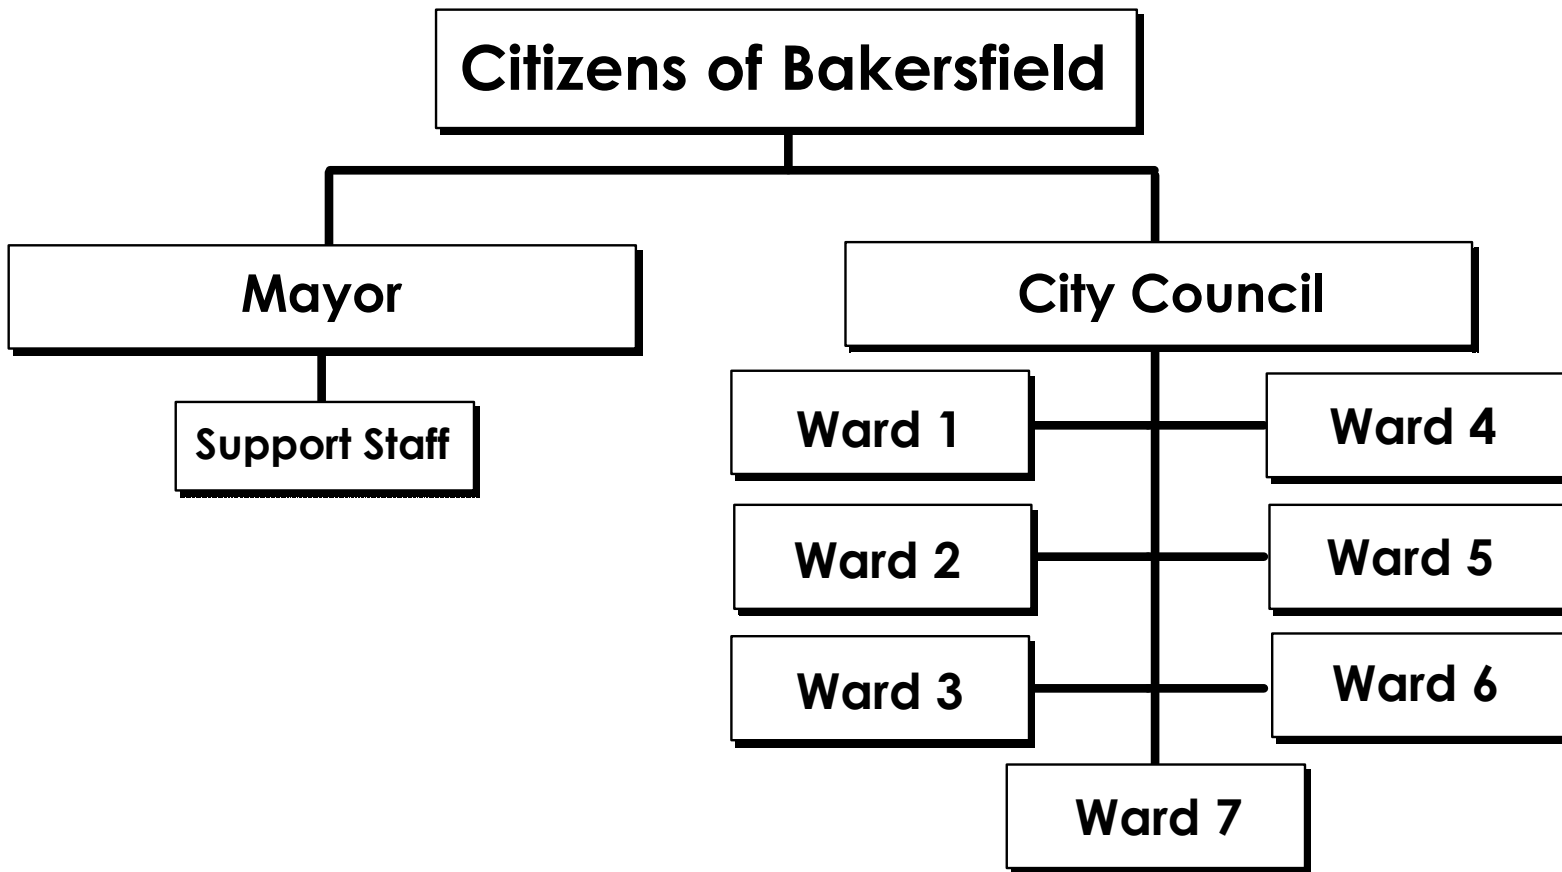 Citizens of Bakersfield
Mayor
City Council
Support Staff
Ward 1
Ward 4
Ward 2
Ward 5
Ward 3
Ward 6
Ward 7